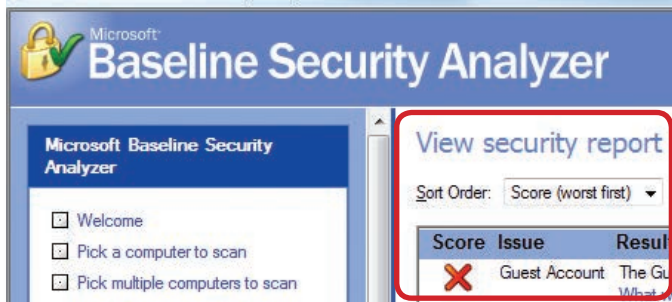 Microsoft
Baseline Security Analyzer
Microsoft Baseline Security
Analyzer
Welcome
Pick a computer to scan
Pick multiple computers to scan
View security report
Sort Order: Score (worst first)
Score Issue
Guest Account The